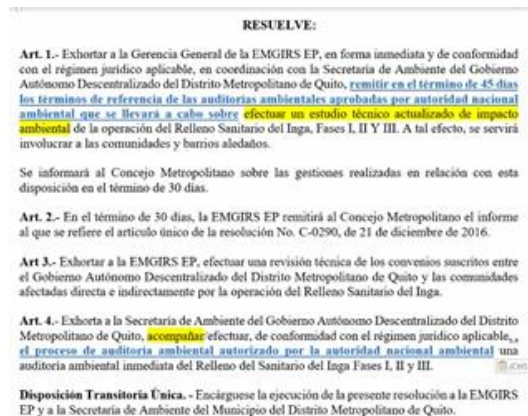 RESUELVE:
Art. 1.- Exhortar a la Gerencia General de la EMGIRS EP, en forma inmediata y de conformidad
con el régimen jurídico aplicable, en coordinación con la Secretaría de Ambiente del Gobierno
Autónomo Descentralizado del Distrito Metropolitano de Quito, remitir en el término de 45 días
los términos de referencia de las auditorías ambientales aprobadas por autoridad nacional
ambiental que se llevará a cabo sobre efectuar un estudio técnico actualizado de impacto
ambiental de la operación del Relleno Sanitario del Inga, Fases I, II Y III. A tal efecto, se servirá
involucrar a las comunidades y barrios aledaños.
Se informará al Concejo Metropolitano sobre las gestiones realizadas en relación con esta
disposición en el término de 30 días.
Art. 2.- En el término de 30 días, la EMGIRS EP remitirá al Concejo Metropolitano el informe
al que se refiere el artículo único de la resolución No. C-0290, de 21 de diciembre de 2016.
Art 3.- Exhortar a la EMGIRS EP, efectuar una revisión técnica de los convenios suscritos entre
el Gobierno Autónomo Descentralizado del Distrito Metropolitano de Quito y las comunidades
afectadas directa e indirectamente por la operación del Relleno Sanitario del Inga.
Art. 4.- Exhorta a la Secretaría de Ambiente del Gobierno Autónomo Descentralizado del Distrito
Metropolitano de Quito, acompañar efectuar, de conformidad con el régimen jurídico aplicable,
el proceso de auditoría ambiental autorizado por la autoridad nacional ambiental una
auditoría ambiental inmediata del Relleno Sanitario del Inga Fases I, II y III.
Disposición Transitoria Única. - Encárguese la ejecución de la presente resolución a la EMGIRS
EP y a la Secretaría de Ambiente del Municipio del Distrito Metropolitano de Quito.